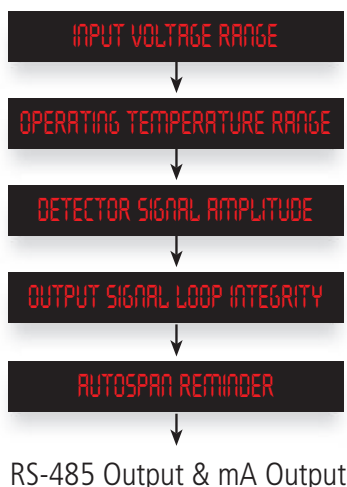 INPUT VOLTAGE RANGE
OPERATING TEMPERATURE RANGE
DETECTOR SIGNAL AMPLITUDE
OUTPUT SIGNAL LOOP INTEGRITY
AUTOSPAN REMINDER
RS-485 Output & mA Output